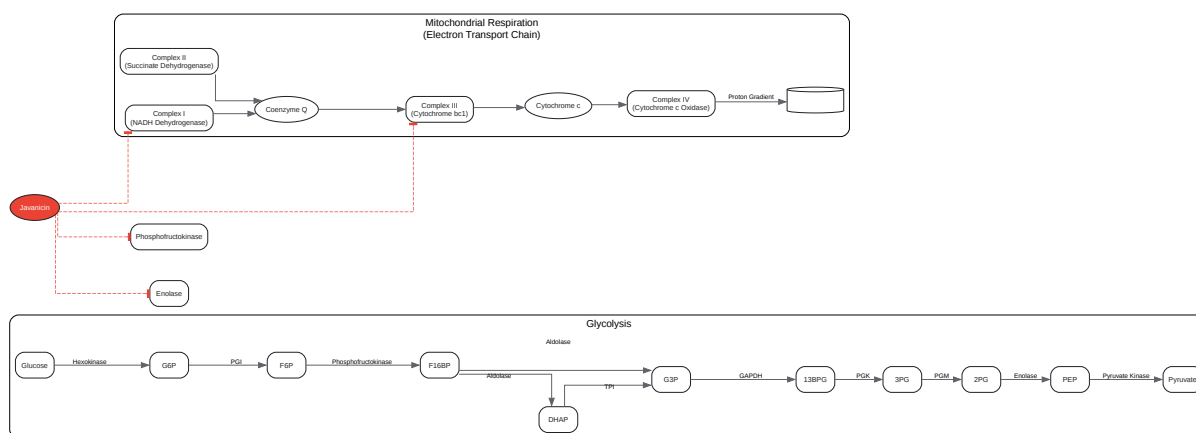 Mitochondrial Respiration
(Electron Transport Chain)
Complex II
(Succinate Dehydrogenase)
Complex I
(NADH Dehydrogenase)
Coenzyme Q
Complex III
(Cytochrome bc1)
Cytochrome c
Complex IV
(Cytochrome c Oxidase)
Proton Gradient
Javanicin
Phosphofructokinase
Enolase
Glycolysis
Aldolase
Glucose
Hexokinase
G6P
PGI
F6P
Phosphofructokinase
F16BP
Aldolase
DHAP
TPI
G3P
GAPDH
13BPG
PGK
3PG
PGM
2PG
Enolase
PEP
Pyruvate Kinase
Pyruvate